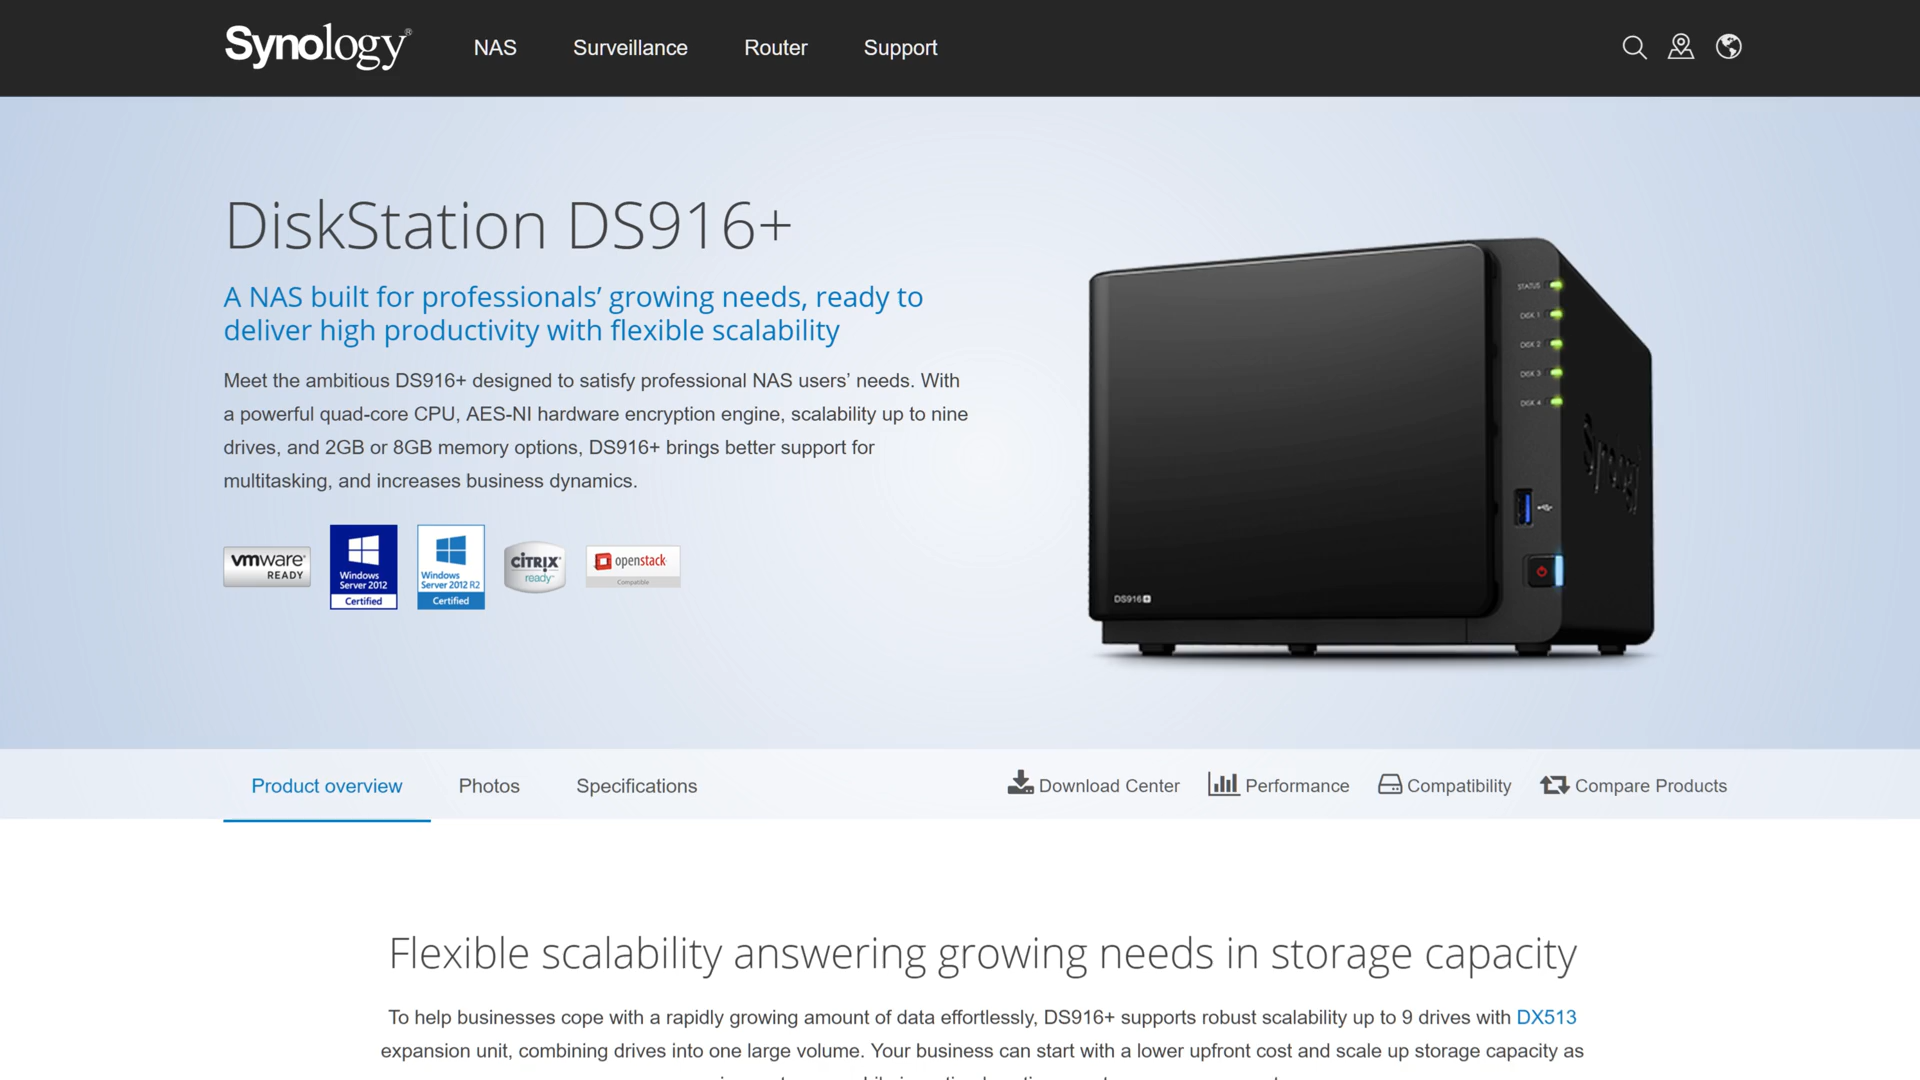 Synology®
NAS
Surveillance
Router
Support
DiskStation DS916+
A NAS built for professionals’ growing needs, ready to
deliver high productivity with flexible scalability
Meet the ambitious DS916+ designed to satisfy professional NAS users’ needs. With
a powerful quad-core CPU, AES-NI hardware encryption engine, scalability up to nine
drives, and 2GB or 8GB memory options, DS916+ brings better support for
multitasking, and increases business dynamics.
vmware®
READY
Windows
Server 2012
Certified
Windows
Server 2012 R2
Certified
CITRIX®
ready™
openstack
Compatible
STATUS
DISK 1
DISK 2
DISK 3
DISK 4
Synology
DS916+
Product overview
Photos
Specifications
Download Center
Performance
Compatibility
Compare Products
Flexible scalability answering growing needs in storage capacity
To help businesses cope with a rapidly growing amount of data effortlessly, DS916+ supports robust scalability up to 9 drives with DX513
expansion unit, combining drives into one large volume. Your business can start with a lower upfront cost and scale up storage capacity as